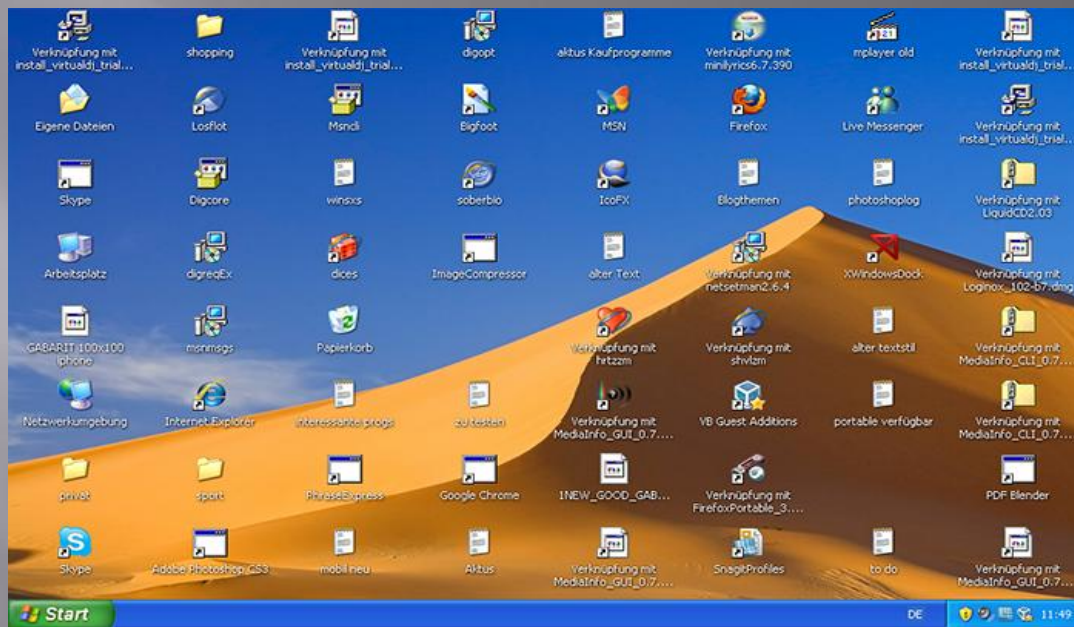 Verknüpfung mit
install_virtualdj_trial...
shopping
Verknüpfung mit
install_virtualdj_trial...
digopt
aktus Kaufprogramme
Verknüpfung mit
minilyrics6.7.390
mplayer old
Verknüpfung mit
install_virtualdj_trial...
Eigene Dateien
Losflot
Msncli
Bigfoot
MSN
Firefox
Live Messenger
Verknüpfung mit
install_virtualdj_trial...
Skype
Digcore
winsxs
soberbio
IcoFX
Blogthemen
photoshoplog
Verknüpfung mit
LiquidCD2.03
Arbeitsplatz
digreqEx
dices
ImageCompressor
alter Text
Verknüpfung mit
netsetman2.6.4
XWindowsDock
Verknüpfung mit
Loginox_102-b7.dmg
GABARIT 100x100
iphone
msnmsgs
Papierkorb
Verknüpfung mit
hrtzzm
Verknüpfung mit
shvlzm
alter textstil
Verknüpfung mit
MediaInfo_CLI_0.7...
Netzwerkumgebung
Internet Explorer
interessante progs
zu testen
Verknüpfung mit
MediaInfo_GUI_0.7....
VB Guest Additions
portable verfügbar
Verknüpfung mit
MediaInfo_CLI_0.7...
privat
sport
PhraseExpress
Google Chrome
1NEW_GOOD_GAB...
Verknüpfung mit
FirefoxPortable_3....
PDF Blender
Skype
Adobe Photoshop CS3
mobil neu
Aktus
Verknüpfung mit
MediaInfo_GUI_0.7....
SnagitProfiles
to do
Verknüpfung mit
MediaInfo_GUI_0.7...
Start
DE
11:49